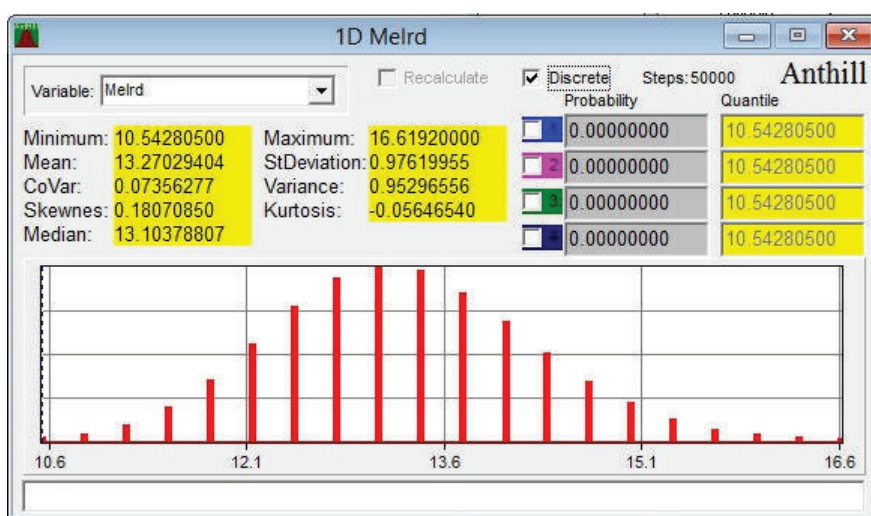 1D Melrd
Variable: Melrd
Recalculate
Discrete
Steps:50000
Anthill
Probability
Quantile
Minimum: 10.54280500
Maximum: 16.61920000
Mean: 13.27029404
StDeviation: 0.97619955
CoVar: 0.07356277
Variance: 0.95296556
Skewnes: 0.18070850
Kurtosis: -0.05646540
Median: 13.10378807
1 0.00000000 10.54280500
2 0.00000000 10.54280500
3 0.00000000 10.54280500
4 0.00000000 10.54280500
10.6 12.1 13.6 15.1 16.6